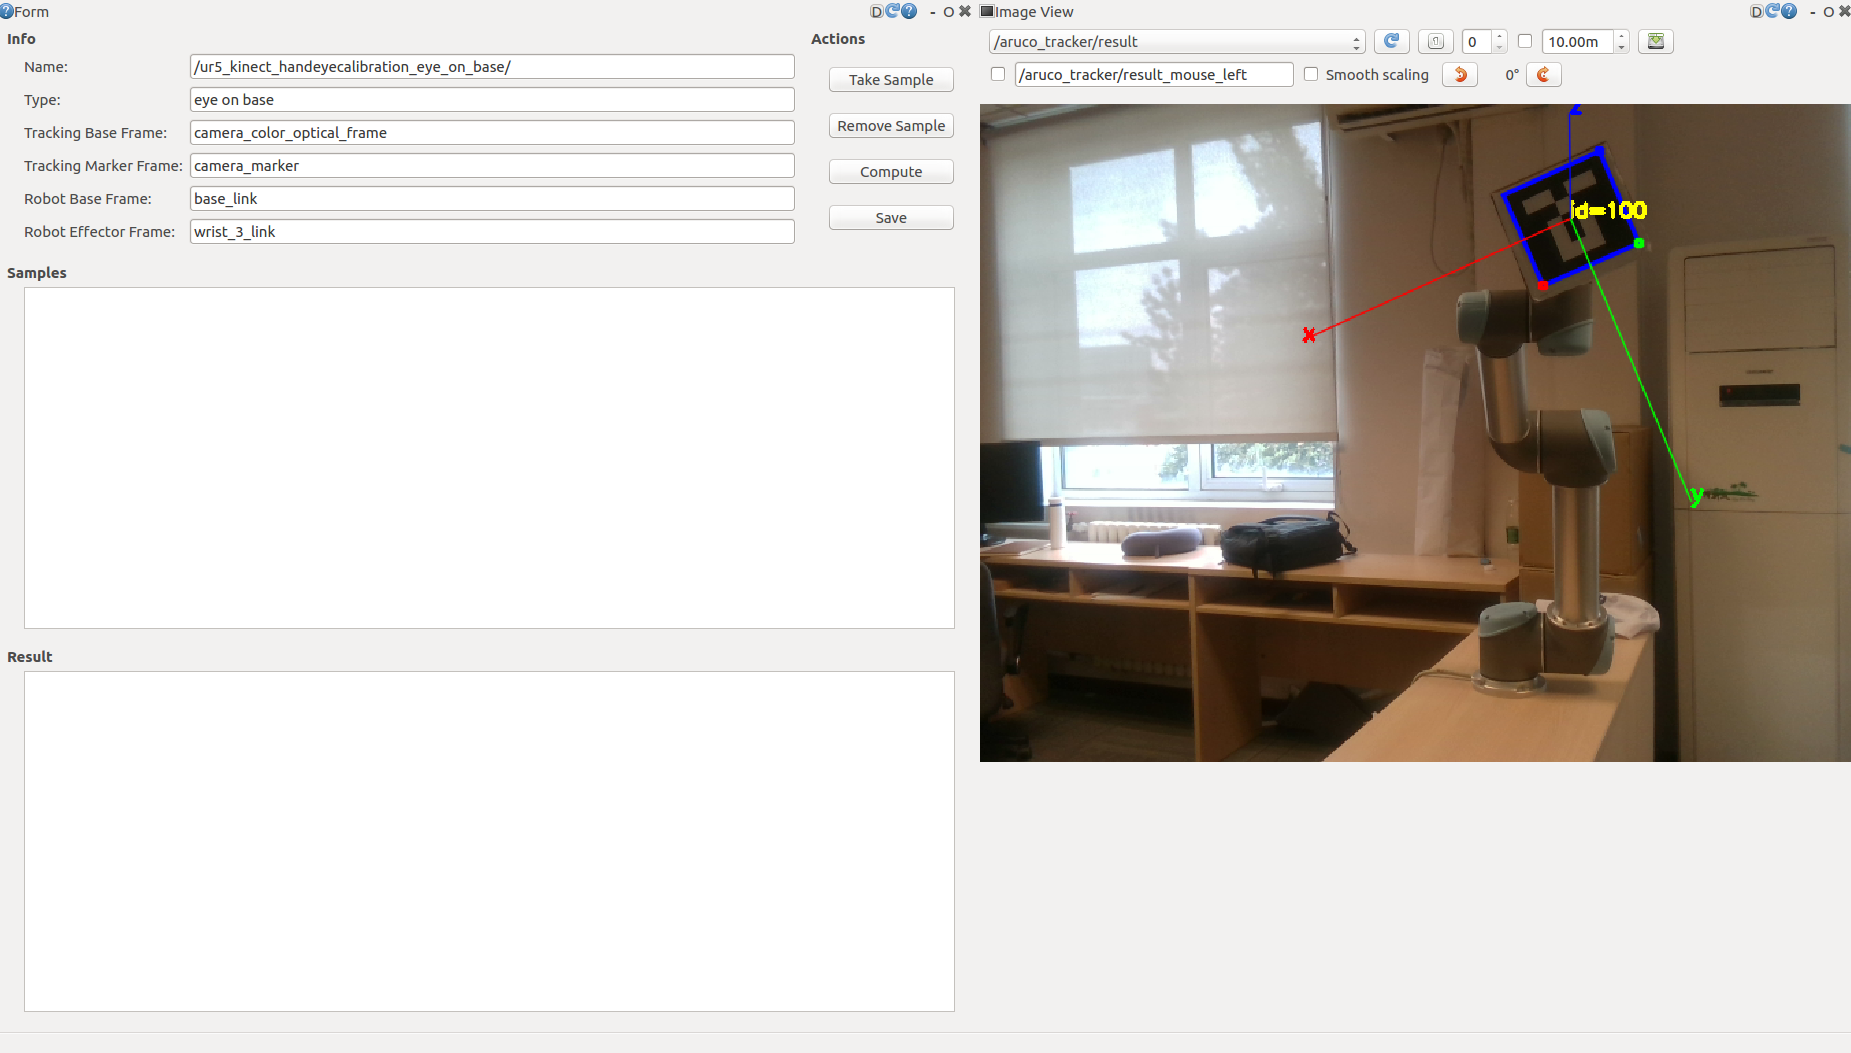 Form
Info
Name: /ur5_kinect_handeyecalibration_eye_on_base/
Type: eye on base
Tracking Base Frame: camera_color_optical_frame
Tracking Marker Frame: camera_marker
Robot Base Frame: base_link
Robot Effector Frame: wrist_3_link
Actions
Take Sample
Remove Sample
Compute
Save
Samples
Result
D - O
Image View
D - O
/aruco_tracker/result 0 10.00m
/aruco_tracker/result_mouse_left Smooth scaling 0°
z
id=100
x
y